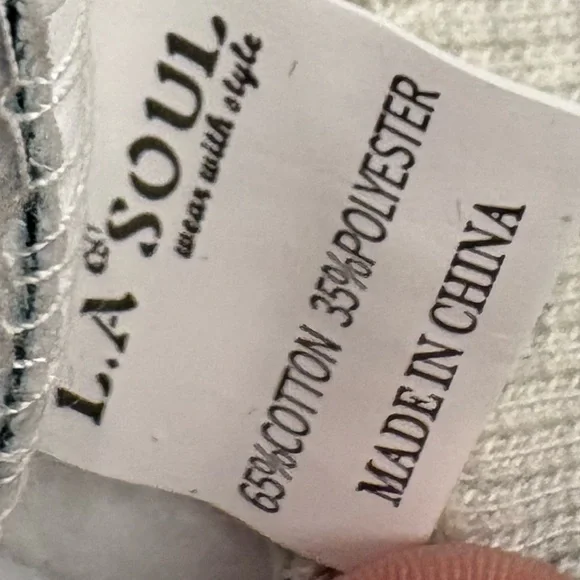 L.A & SOUL
wear with style
65%COTTON 35%POLYESTER
MADE IN CHINA